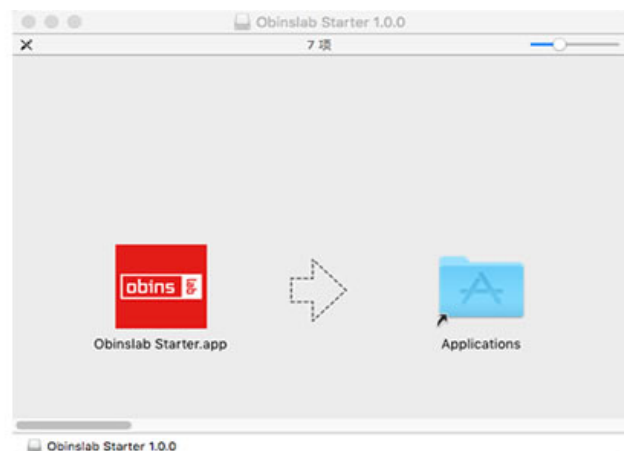 Obinslab Starter 1.0.0
7 项
obins lab
Obinslab Starter.app
Applications
Obinslab Starter 1.0.0